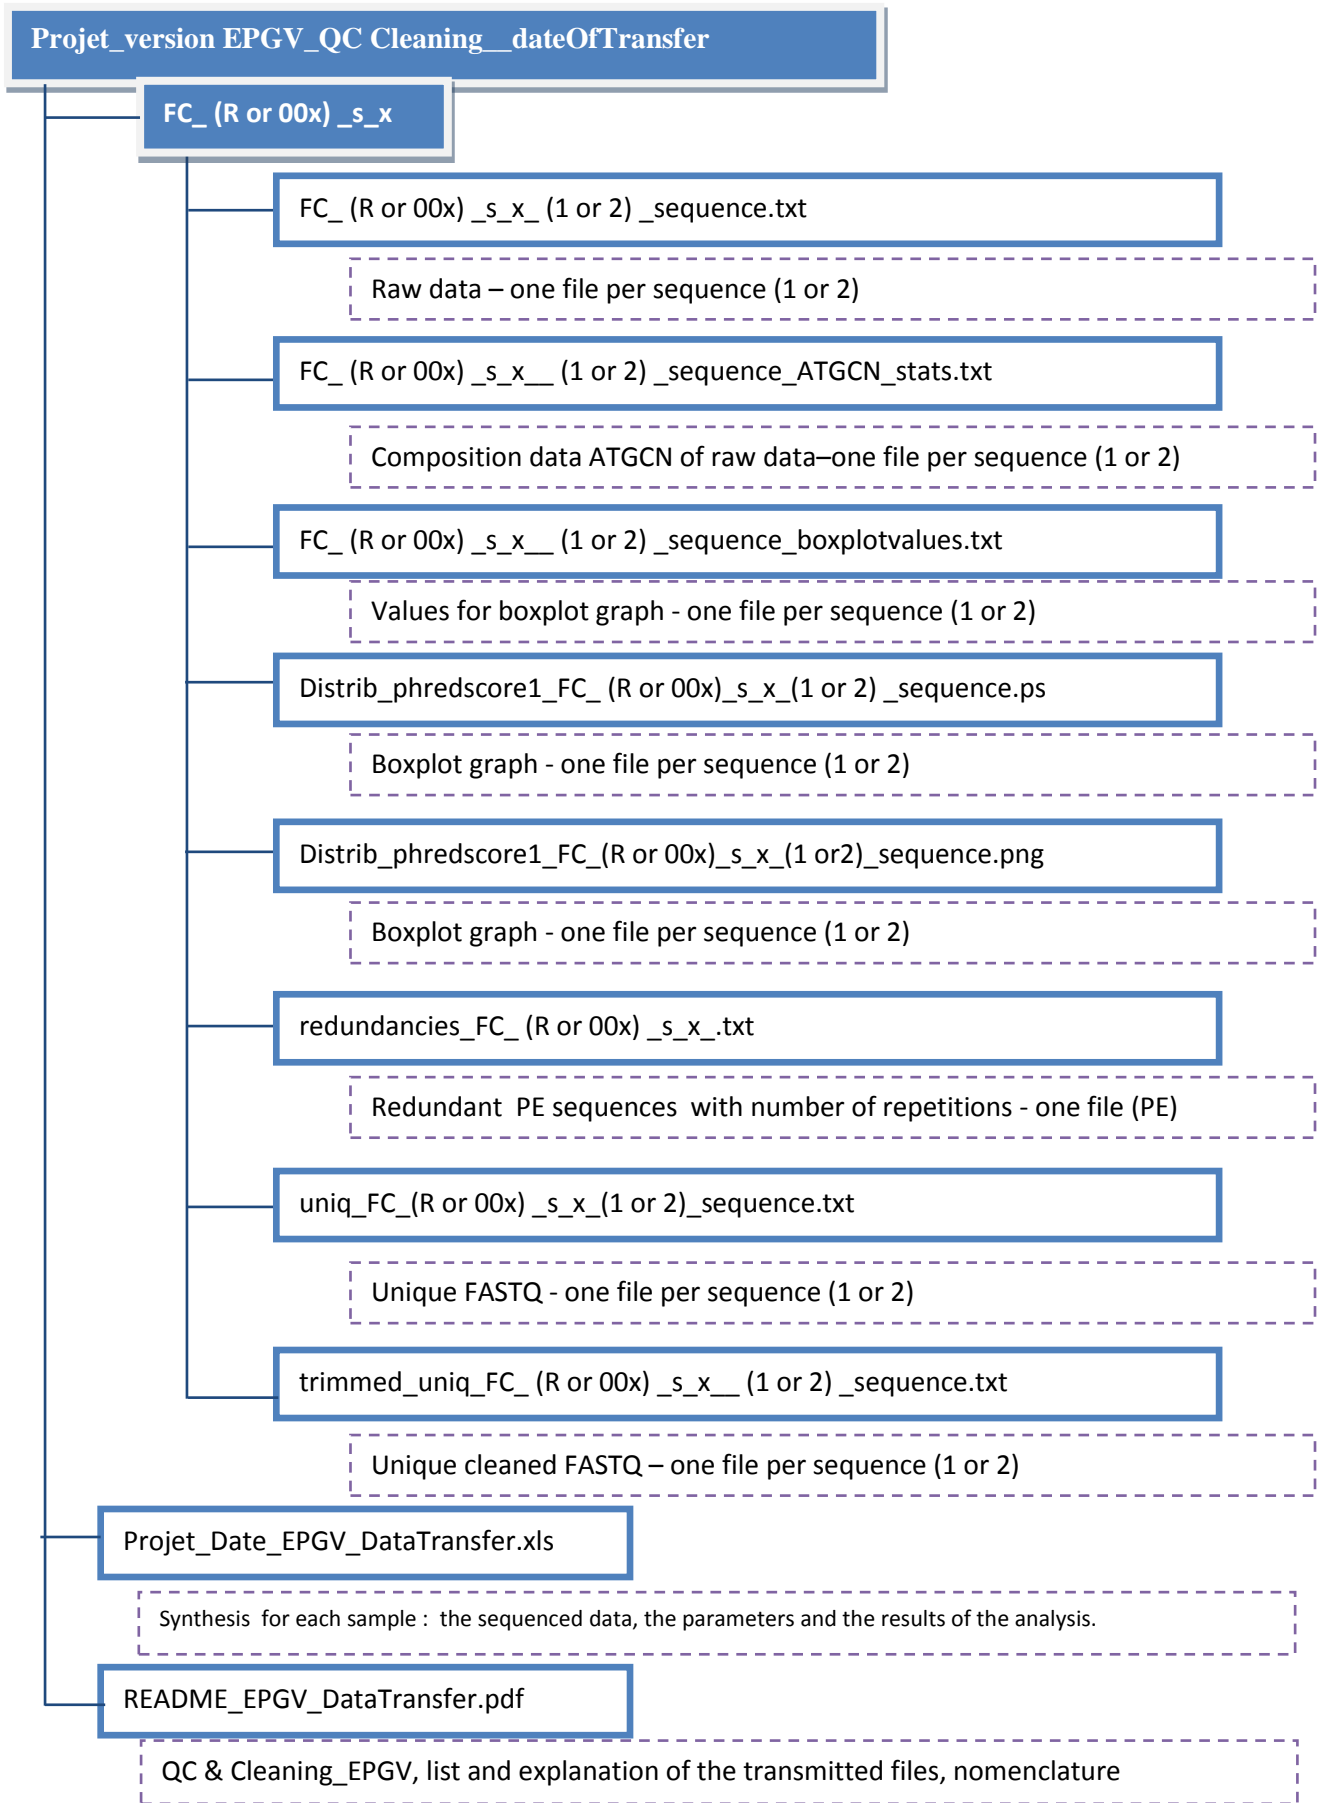 Projet_version EPGV_QC Cleaning__dateOfTransfer
FC_ (R or 00x) _s_x
FC_ (R or 00x) _s_x_ (1 or 2) _sequence.txt
Raw data – one file per sequence (1 or 2)
FC_ (R or 00x) _s_x__ (1 or 2) _sequence_ATGCN_stats.txt
Composition data ATGCN of raw data–one file per sequence (1 or 2)
FC_ (R or 00x) _s_x__ (1 or 2) _sequence_boxplotvalues.txt
Values for boxplot graph - one file per sequence (1 or 2)
Distrib_phredscore1_FC_ (R or 00x)_s_x_(1 or 2) _sequence.ps
Boxplot graph - one file per sequence (1 or 2)
Distrib_phredscore1_FC_(R or 00x)_s_x_(1 or2)_sequence.png
Boxplot graph - one file per sequence (1 or 2)
redundancies_FC_ (R or 00x) _s_x_.txt
Redundant  PE sequences  with number of repetitions - one file (PE)
uniq_FC_(R or 00x) _s_x_(1 or 2)_sequence.txt
Unique FASTQ - one file per sequence (1 or 2)
trimmed_uniq_FC_ (R or 00x) _s_x__ (1 or 2) _sequence.txt
Unique cleaned FASTQ – one file per sequence (1 or 2)
Projet_Date_EPGV_DataTransfer.xls
Synthesis  for each sample :  the sequenced data, the parameters and the results of the analysis.
README_EPGV_DataTransfer.pdf
QC & Cleaning_EPGV, list and explanation of the transmitted files, nomenclature